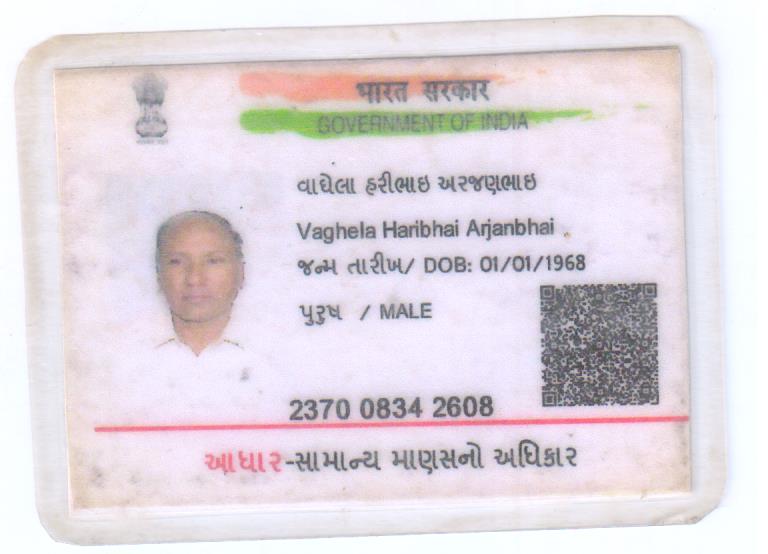 भारत સરકાર
GOVERNMENT OF INDIA
વાઘેલા હરીભાઇ અરજણભાઇ
Vaghela Haribhai Arjanbhai
જન્મ તારીખ/ DOB: 01/01/1968
પુરુષ / MALE
2370 0834 2608
આધાર-સામાન્ય માણસનો અધિકાર